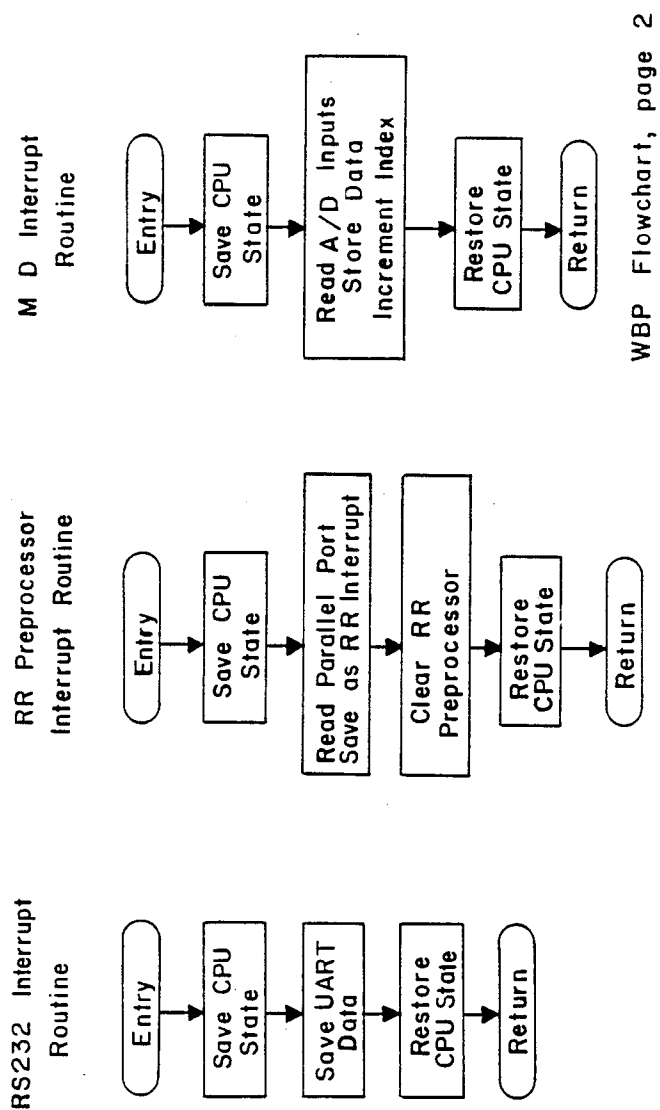 RS232 Interrupt
Routine
Entry
Save CPU
State
Save UART
Data
Restore
CPU State
Return
RR Preprocessor
Interrupt Routine
Entry
Save CPU
State
Read Parallel Port
Save as RR Interrupt
Clear RR
Preprocessor
Restore
CPU State
Return
M D Interrupt
Routine
Entry
Save CPU
State
Read A/D Inputs
Store Data
Increment Index
Restore
CPU State
Return
WBP Flowchart, page 2